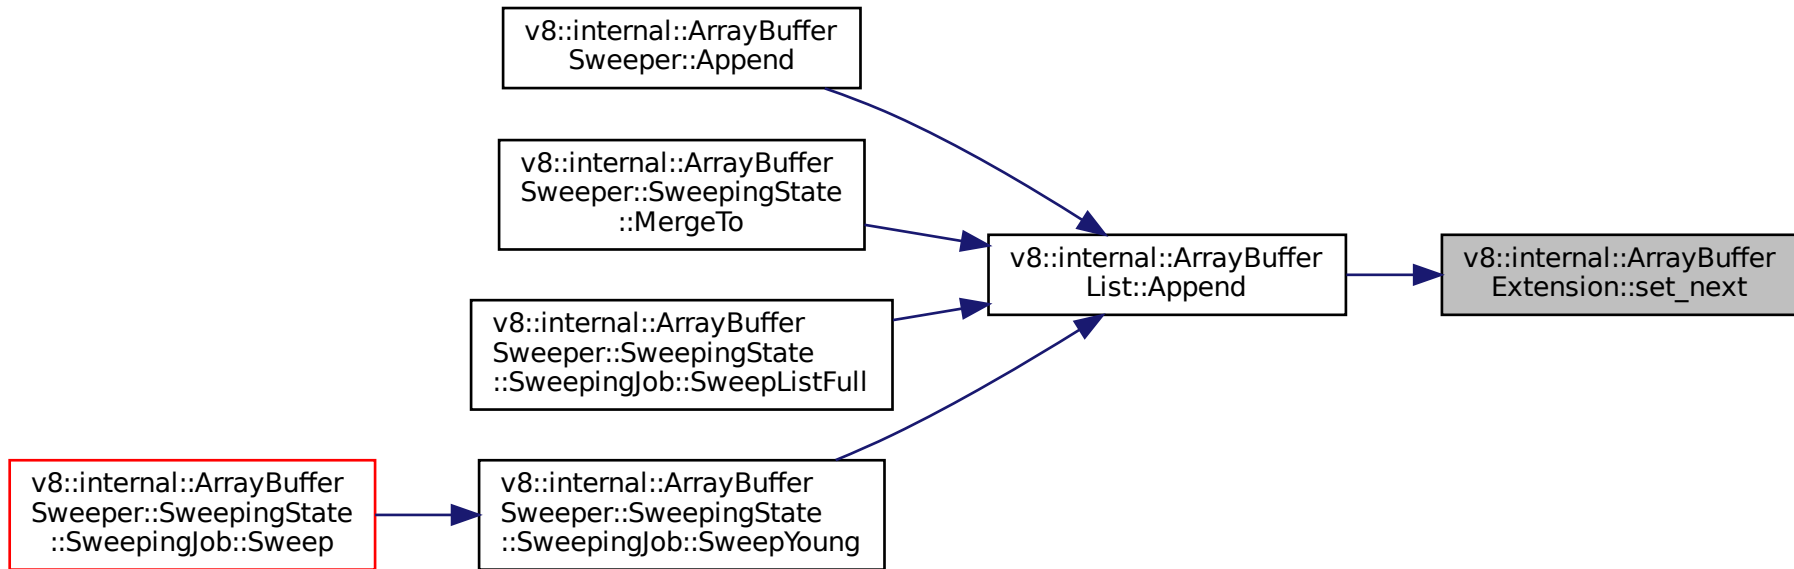 v8::internal::ArrayBuffer
Sweeper::Append
v8::internal::ArrayBuffer
Sweeper::SweepingState
::MergeTo
v8::internal::ArrayBuffer
List::Append
v8::internal::ArrayBuffer
Extension::set_next
v8::internal::ArrayBuffer
Sweeper::SweepingState
::SweepingJob::SweepListFull
v8::internal::ArrayBuffer
Sweeper::SweepingState
::SweepingJob::Sweep
v8::internal::ArrayBuffer
Sweeper::SweepingState
::SweepingJob::SweepYoung